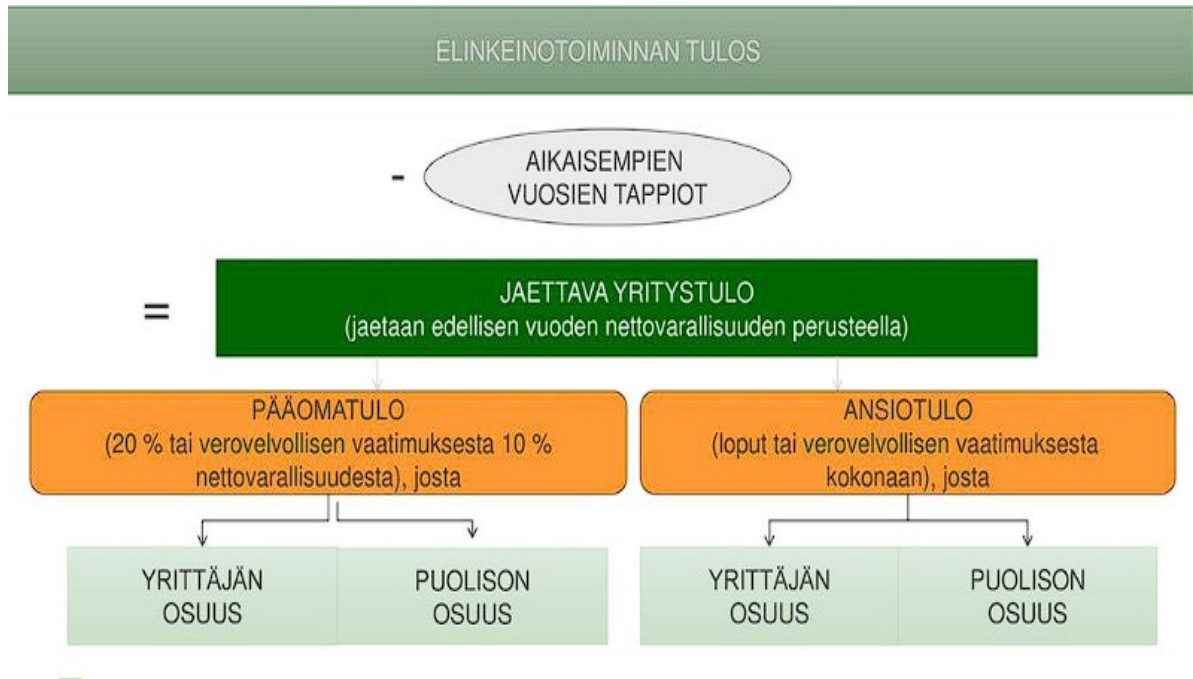 ELINKEINOTOIMINNAN TULOS
- AIKAISEMPIEN
VUOSIEN TAPPIOT
= JAETTAVA YRITYSTULO
(jaetaan edellisen vuoden nettovarallisuuden perusteella)
PÄÄOMATULO
(20 % tai verovelvollisen vaatimuksesta 10 %
nettovarallisuudesta), josta
ANSIOTULO
(loput tai verovelvollisen vaatimuksesta
kokonaan), josta
YRITTÄJÄN
OSUUS
PUOLISON
OSUUS
YRITTÄJÄN
OSUUS
PUOLISON
OSUUS